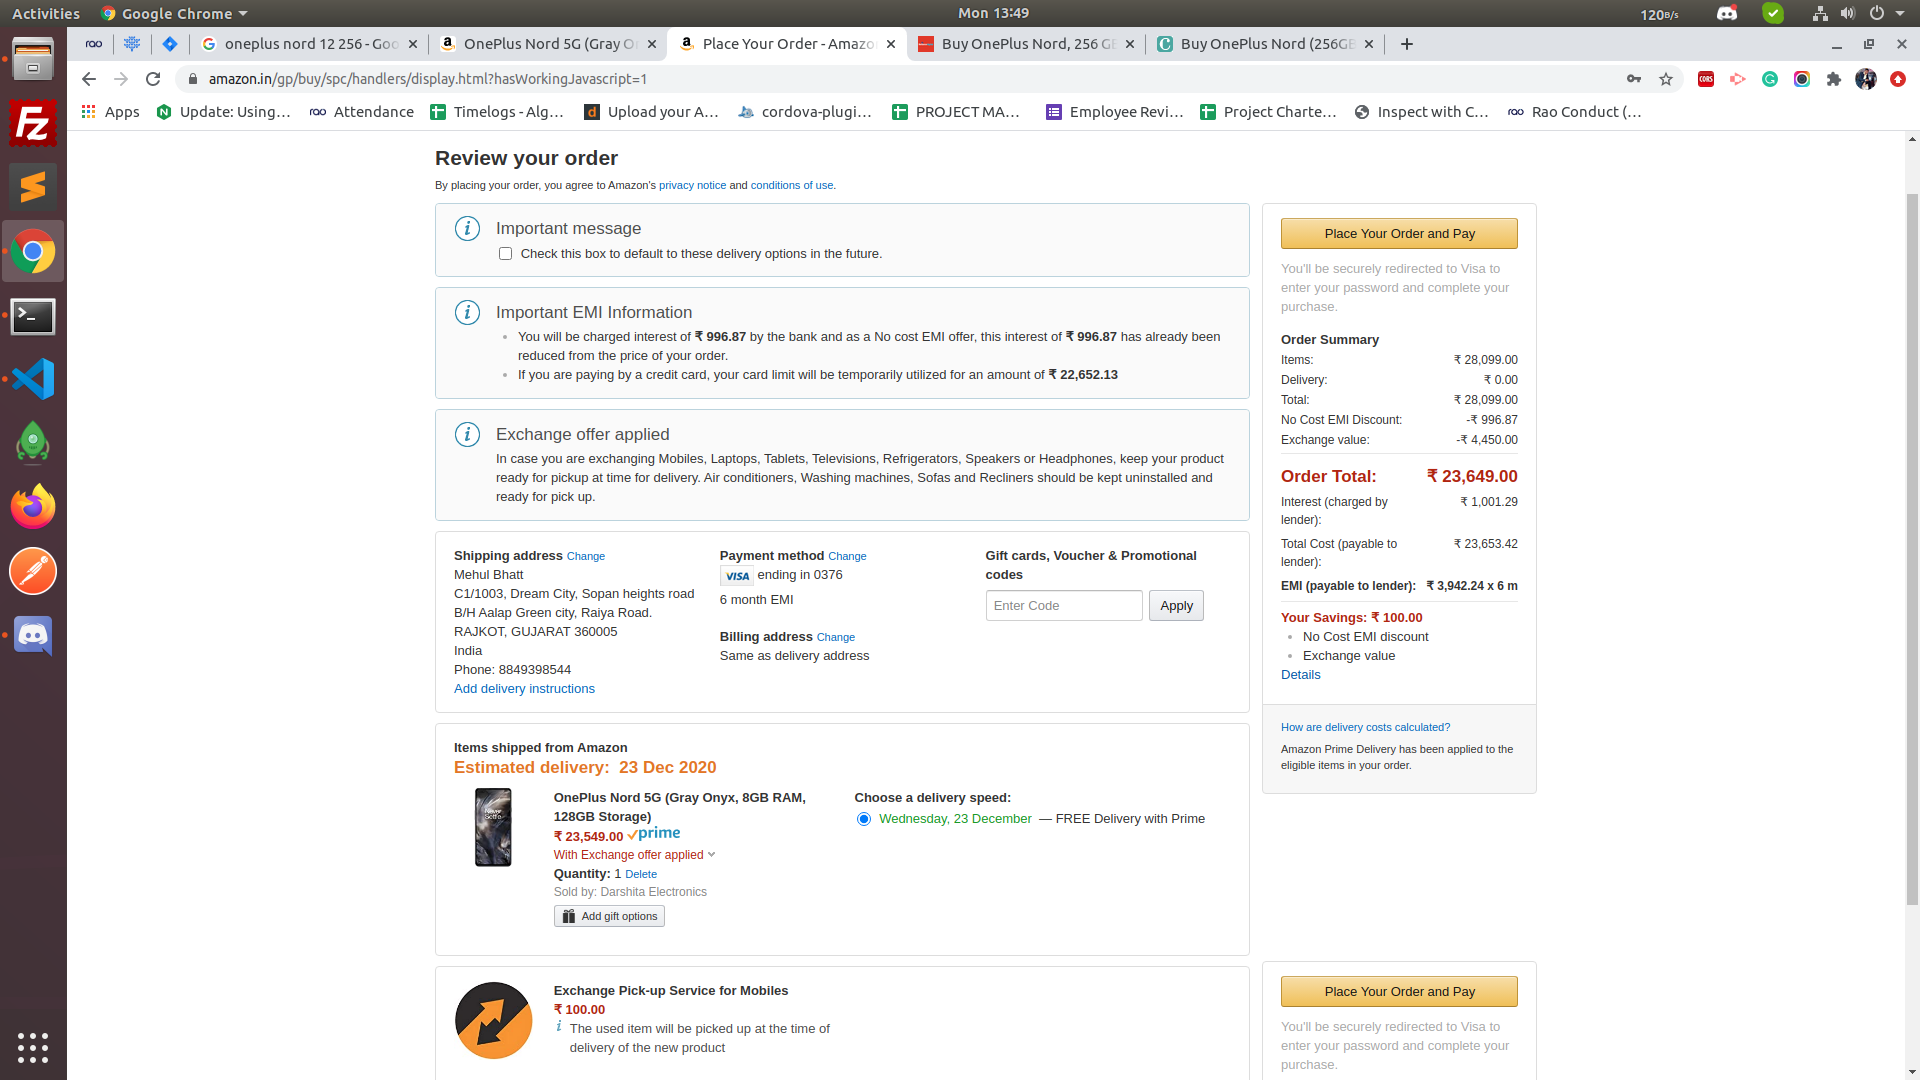 Activities
Google Chrome
Mon 13:49
120B/s
oneplus nord 12 256 - Goo
OnePlus Nord 5G (Gray O
Place Your Order - Amazo
Buy OnePlus Nord, 256 GB
Buy OnePlus Nord (256GB
amazon.in/gp/buy/spc/handlers/display.html?hasWorkingJavascript=1
Apps
Update: Using...
Attendance
Timelogs - Alg...
Upload your A...
cordova-plugi...
PROJECT MA...
Employee Revi...
Project Charte...
Inspect with C...
Rao Conduct (...
Review your order
By placing your order, you agree to Amazon's privacy notice and conditions of use.
Important message
Check this box to default to these delivery options in the future.
Important EMI Information
You will be charged interest of ₹ 996.87 by the bank and as a No cost EMI offer, this interest of ₹ 996.87 has already been
reduced from the price of your order.
If you are paying by a credit card, your card limit will be temporarily utilized for an amount of ₹ 22,652.13
Exchange offer applied
In case you are exchanging Mobiles, Laptops, Tablets, Televisions, Refrigerators, Speakers or Headphones, keep your product
ready for pickup at time for delivery. Air conditioners, Washing machines, Sofas and Recliners should be kept uninstalled and
ready for pick up.
Shipping address Change
Mehul Bhatt
C1/1003, Dream City, Sopan heights road
B/H Aalap Green city, Raiya Road.
RAJKOT, GUJARAT 360005
India
Phone: 8849398544
Add delivery instructions
Payment method Change
VISA ending in 0376
6 month EMI
Billing address Change
Same as delivery address
Gift cards, Voucher & Promotional
codes
Enter Code
Apply
Items shipped from Amazon
Estimated delivery: 23 Dec 2020
OnePlus Nord 5G (Gray Onyx, 8GB RAM,
128GB Storage)
₹ 23,549.00 prime
With Exchange offer applied
Quantity: 1 Delete
Sold by: Darshita Electronics
Add gift options
Choose a delivery speed:
Wednesday, 23 December — FREE Delivery with Prime
Exchange Pick-up Service for Mobiles
₹ 100.00
i The used item will be picked up at the time of
delivery of the new product
Place Your Order and Pay
You'll be securely redirected to Visa to
enter your password and complete your
purchase.
Order Summary
Items: ₹ 28,099.00
Delivery: ₹ 0.00
Total: ₹ 28,099.00
No Cost EMI Discount: -₹ 996.87
Exchange value: -₹ 4,450.00
Order Total: ₹ 23,649.00
Interest (charged by ₹ 1,001.29
lender):
Total Cost (payable to ₹ 23,653.42
lender):
EMI (payable to lender): ₹ 3,942.24 x 6 m
Your Savings: ₹ 100.00
No Cost EMI discount
Exchange value
Details
How are delivery costs calculated?
Amazon Prime Delivery has been applied to the
eligible items in your order.
Place Your Order and Pay
You'll be securely redirected to Visa to
enter your password and complete your
purchase.